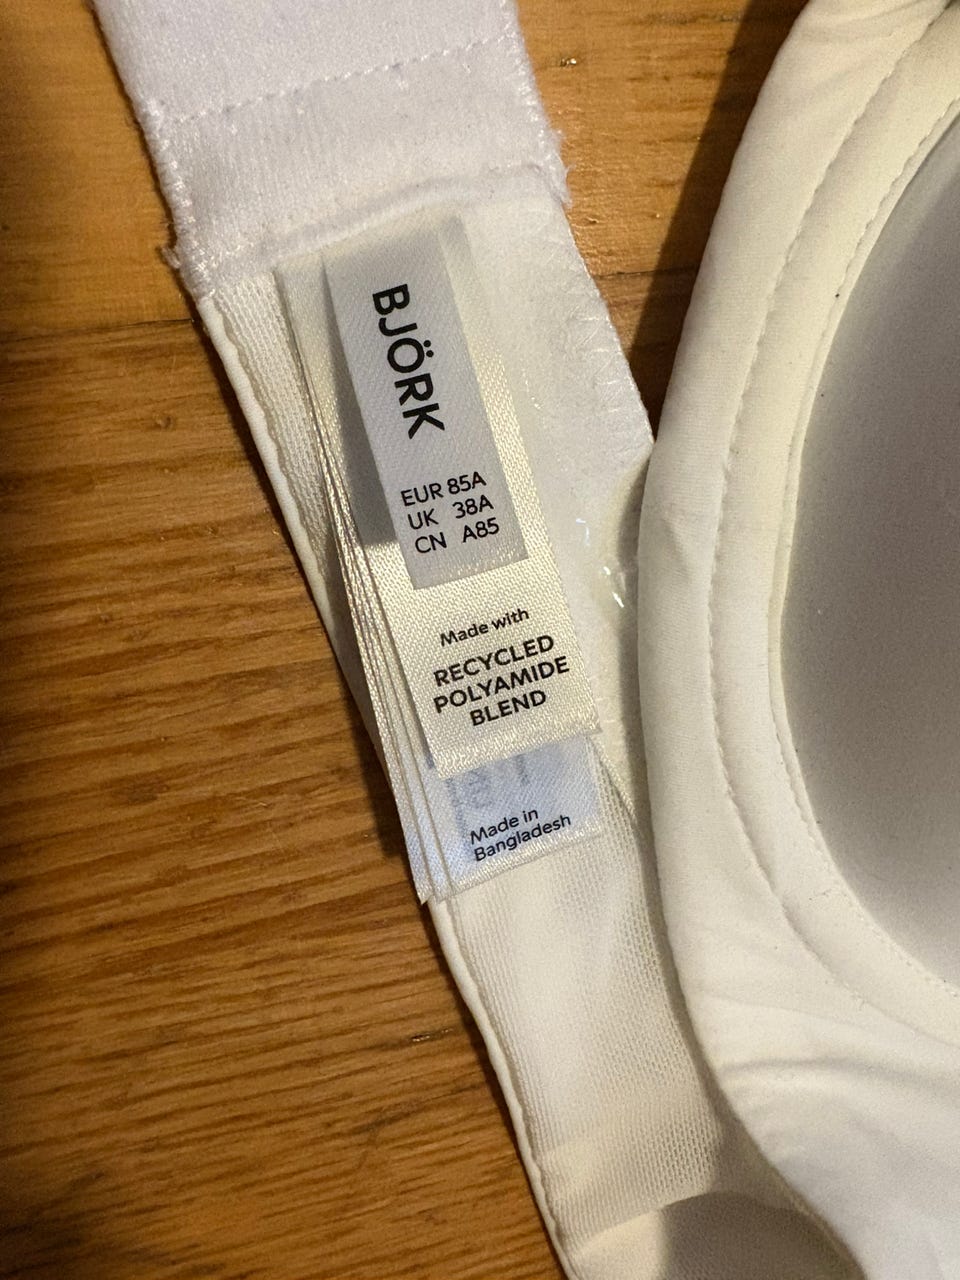 BJÖRK
EUR 85A
UK 38A
CN A85
Made with
RECYCLED
POLYAMIDE
BLEND
Made in
Bangladesh